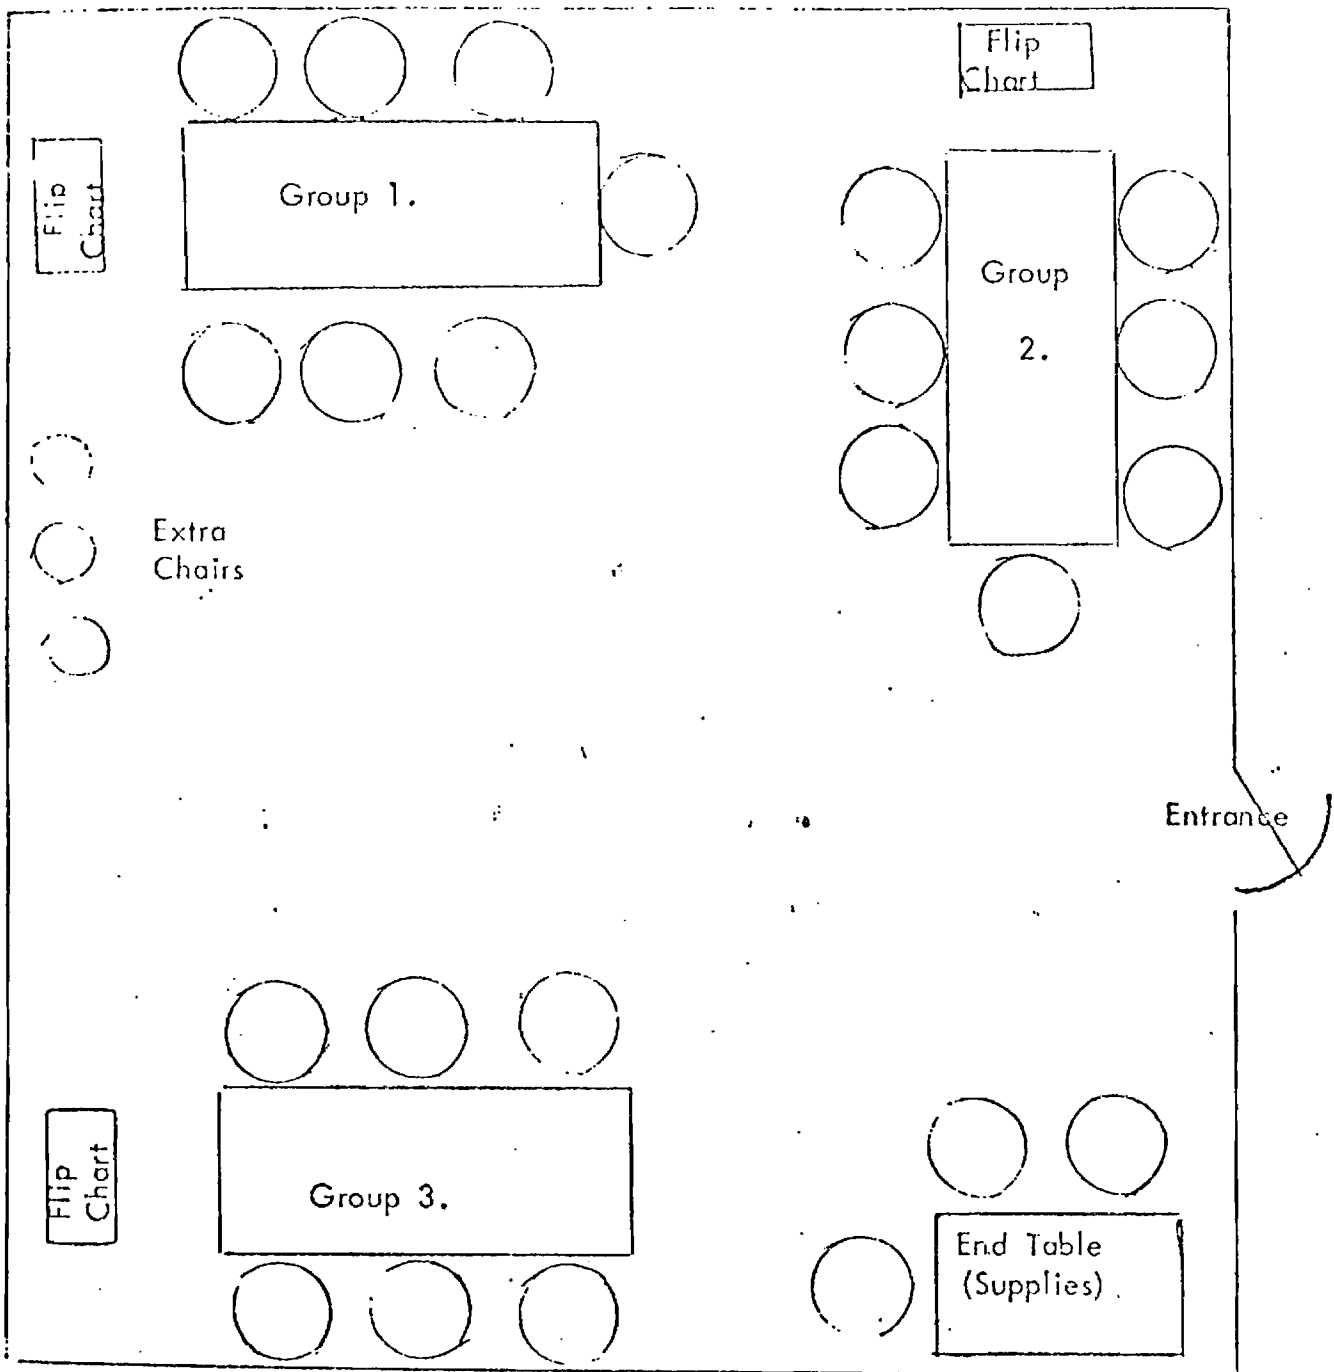 Flip
Chart
Group 1.
Flip
Chart
Group
2.
Extra
Chairs
Entrance
Flip
Chart
Group 3.
End Table
(Supplies)